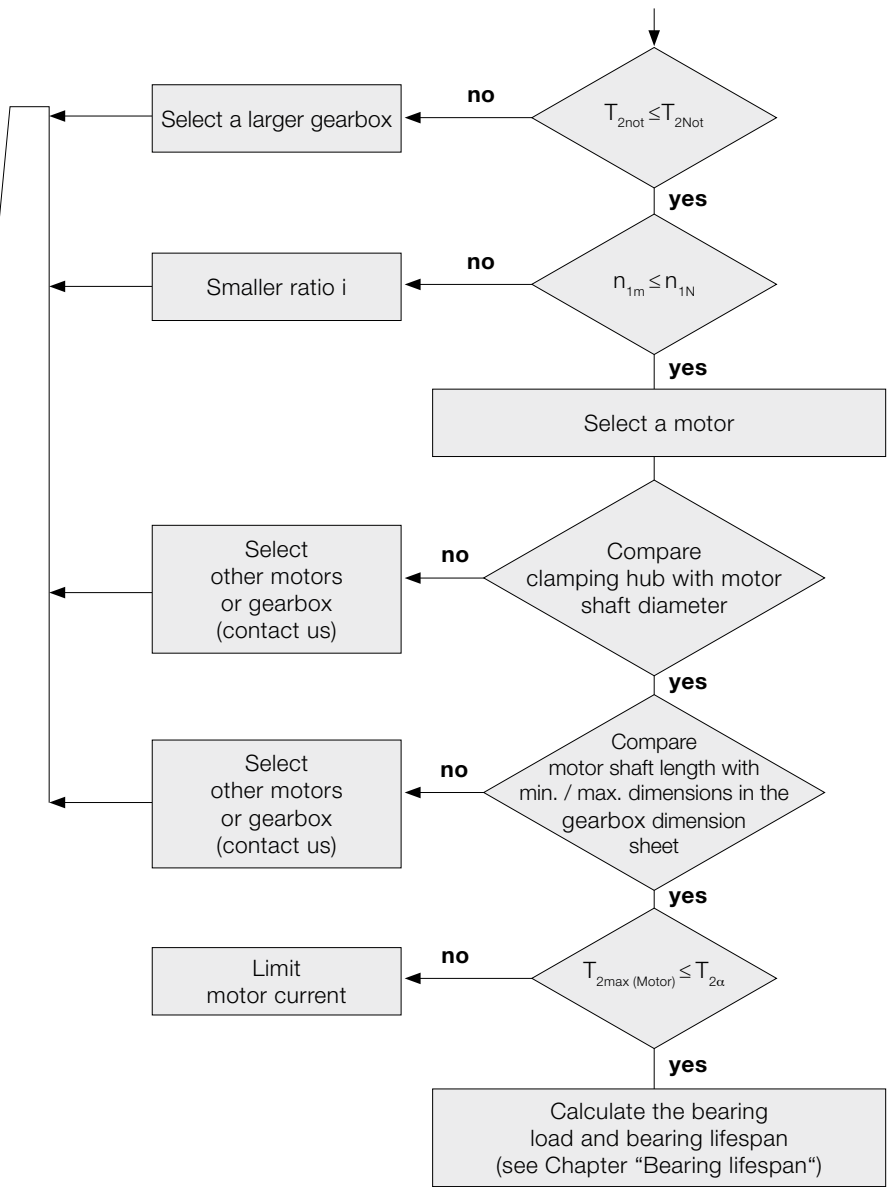 T2not ≤ T2Not
no
Select a larger gearbox
yes
n1m ≤ n1N
no
Smaller ratio i
yes
Select a motor
Compare
clamping hub with motor
shaft diameter
no
Select
other motors
or gearbox
(contact us)
yes
Compare
motor shaft length with
min. / max. dimensions in the
gearbox dimension
sheet
no
Select
other motors
or gearbox
(contact us)
yes
T2max (Motor) ≤ T2α
no
Limit
motor current
yes
Calculate the bearing
load and bearing lifespan
(see Chapter “Bearing lifespan“)